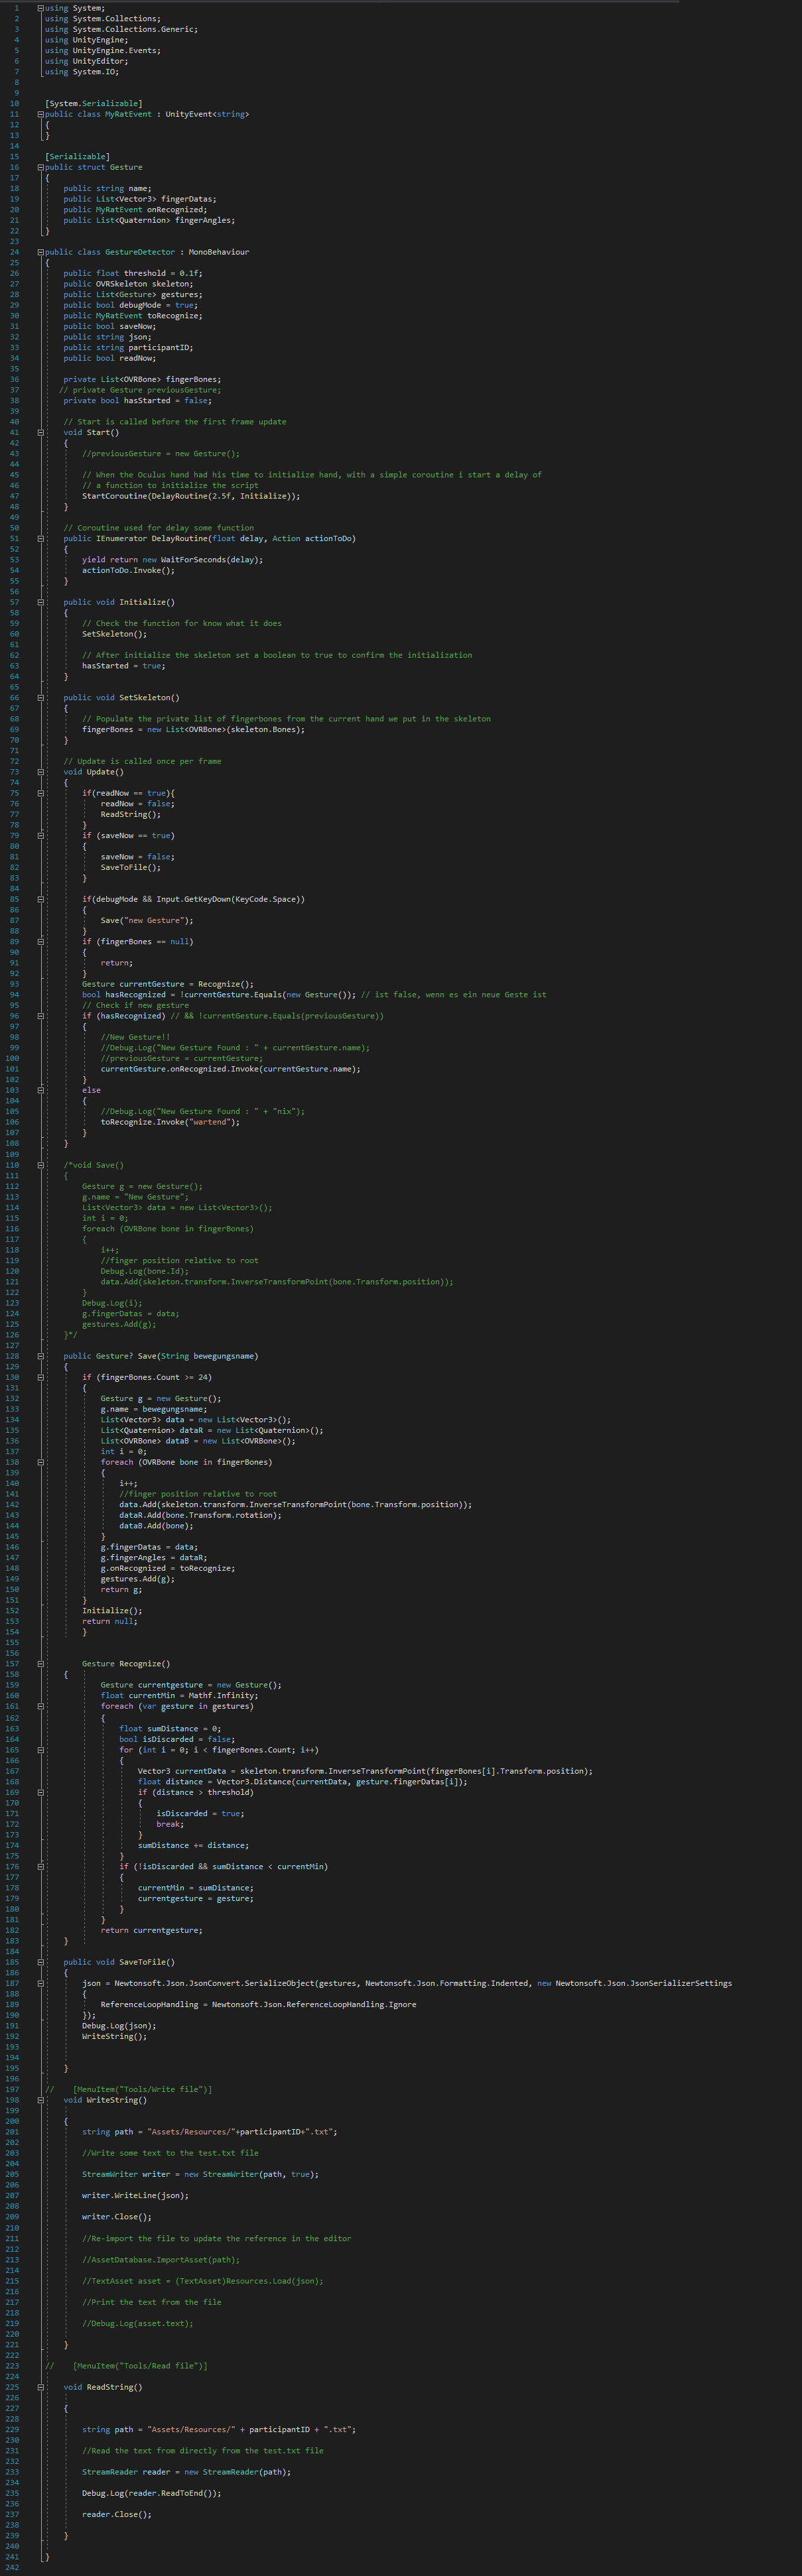 1 using System;
2 using System.Collections;
3 using System.Collections.Generic;
4 using UnityEngine;
5 using UnityEngine.Events;
6 using UnityEditor;
7 using System.IO;
8
9
10 [System.Serializable]
11 public class MyRatEvent : UnityEvent<string>
12 {
13 }
14
15 [Serializable]
16 public struct Gesture
17 {
18 public string name;
19 public List<Vector3> fingerDatas;
20 public MyRatEvent onRecognized;
21 public List<Quaternion> fingerAngles;
22 }
23
24 public class GestureDetector : MonoBehaviour
25 {
26 public float threshold = 0.1f;
27 public OVRSkeleton skeleton;
28 public List<Gesture> gestures;
29 public bool debugMode = true;
30 public MyRatEvent toRecognize;
31 public bool saveNow;
32 public string json;
33 public string participantID;
34 public bool readNow;
35
36 private List<OVRBone> fingerBones;
37 // private Gesture previousGesture;
38 private bool hasStarted = false;
39
40 // Start is called before the first frame update
41 void Start()
42 {
43 //previousGesture = new Gesture();
44
45 // When the Oculus hand had his time to initialize hand, with a simple coroutine i start a delay of
46 // a function to initialize the script
47 StartCoroutine(DelayRoutine(2.5f, Initialize));
48 }
49
50 // Coroutine used for delay some function
51 public IEnumerator DelayRoutine(float delay, Action actionToDo)
52 {
53 yield return new WaitForSeconds(delay);
54 actionToDo.Invoke();
55 }
56
57 public void Initialize()
58 {
59 // Check the function for know what it does
60 SetSkeleton();
61
62 // After initialize the skeleton set a boolean to true to confirm the initialization
63 hasStarted = true;
64 }
65
66 public void SetSkeleton()
67 {
68 // Populate the private list of fingerbones from the current hand we put in the skeleton
69 fingerBones = new List<OVRBone>(skeleton.Bones);
70 }
71
72 // Update is called once per frame
73 void Update()
74 {
75 if(readNow == true){
76 readNow = false;
77 ReadString();
78 }
79 if (saveNow == true)
80 {
81 saveNow = false;
82 SaveToFile();
83 }
84
85 if(debugMode && Input.GetKeyDown(KeyCode.Space))
86 {
87 Save("new Gesture");
88 }
89 if (fingerBones == null)
90 {
91 return;
92 }
93 Gesture currentGesture = Recognize();
94 bool hasRecognized = !currentGesture.Equals(new Gesture()); // ist false, wenn es ein neue Geste ist
95 // Check if new gesture
96 if (hasRecognized) // && !currentGesture.Equals(previousGesture))
97 {
98 //New Gesture!!
99 //Debug.Log("New Gesture Found : " + currentGesture.name);
100 //previousGesture = currentGesture;
101 currentGesture.onRecognized.Invoke(currentGesture.name);
102 }
103 else
104 {
105 //Debug.Log("New Gesture Found : " + "nix");
106 toRecognize.Invoke("wartend");
107 }
108 }
109
110 /*void Save()
111 {
112 Gesture g = new Gesture();
113 g.name = "New Gesture";
114 List<Vector3> data = new List<Vector3>();
115 int i = 0;
116 foreach (OVRBone bone in fingerBones)
117 {
118 i++;
119 //finger position relative to root
120 Debug.Log(bone.Id);
121 data.Add(skeleton.transform.InverseTransformPoint(bone.Transform.position));
122 }
123 Debug.Log(i);
124 g.fingerDatas = data;
125 gestures.Add(g);
126 }*/
127
128 public Gesture? Save(String bewegungsname)
129 {
130 if (fingerBones.Count >= 24)
131 {
132 Gesture g = new Gesture();
133 g.name = bewegungsname;
134 List<Vector3> data = new List<Vector3>();
135 List<Quaternion> dataR = new List<Quaternion>();
136 List<OVRBone> dataB = new List<OVRBone>();
137 int i = 0;
138 foreach (OVRBone bone in fingerBones)
139 {
140 i++;
141 //finger position relative to root
142 data.Add(skeleton.transform.InverseTransformPoint(bone.Transform.position));
143 dataR.Add(bone.Transform.rotation);
144 dataB.Add(bone);
145 }
146 g.fingerDatas = data;
147 g.fingerAngles = dataR;
148 g.onRecognized = toRecognize;
149 gestures.Add(g);
150 return g;
151 }
152 Initialize();
153 return null;
154 }
155
156
157 Gesture Recognize()
158 {
159 Gesture currentgesture = new Gesture();
160 float currentMin = Mathf.Infinity;
161 foreach (var gesture in gestures)
162 {
163 float sumDistance = 0;
164 bool isDiscarded = false;
165 for (int i = 0; i < fingerBones.Count; i++)
166 {
167 Vector3 currentData = skeleton.transform.InverseTransformPoint(fingerBones[i].Transform.position);
168 float distance = Vector3.Distance(currentData, gesture.fingerDatas[i]);
169 if (distance > threshold)
170 {
171 isDiscarded = true;
172 break;
173 }
174 sumDistance += distance;
175 }
176 if (!isDiscarded && sumDistance < currentMin)
177 {
178 currentMin = sumDistance;
179 currentgesture = gesture;
180 }
181 }
182 return currentgesture;
183 }
184
185 public void SaveToFile()
186 {
187 json = Newtonsoft.Json.JsonConvert.SerializeObject(gestures, Newtonsoft.Json.Formatting.Indented, new Newtonsoft.Json.JsonSerializerSettings
188 {
189 ReferenceLoopHandling = Newtonsoft.Json.ReferenceLoopHandling.Ignore
190 });
191 Debug.Log(json);
192 WriteString();
193
194
195 }
196
197 // [MenuItem("Tools/Write file")]
198 void WriteString()
199
200 {
201 string path = "Assets/Resources/"+participantID+".txt";
202
203 //Write some text to the test.txt file
204
205 StreamWriter writer = new StreamWriter(path, true);
206
207 writer.WriteLine(json);
208
209 writer.Close();
210
211 //Re-import the file to update the reference in the editor
212
213 //AssetDatabase.ImportAsset(path);
214
215 //TextAsset asset = (TextAsset)Resources.Load(json);
216
217 //Print the text from the file
218
219 //Debug.Log(asset.text);
220
221 }
222
223 // [MenuItem("Tools/Read file")]
224
225 void ReadString()
226
227 {
228
229 string path = "Assets/Resources/" + participantID + ".txt";
230
231 //Read the text from directly from the test.txt file
232
233 StreamReader reader = new StreamReader(path);
234
235 Debug.Log(reader.ReadToEnd());
236
237 reader.Close();
238
239 }
240
241 }
242